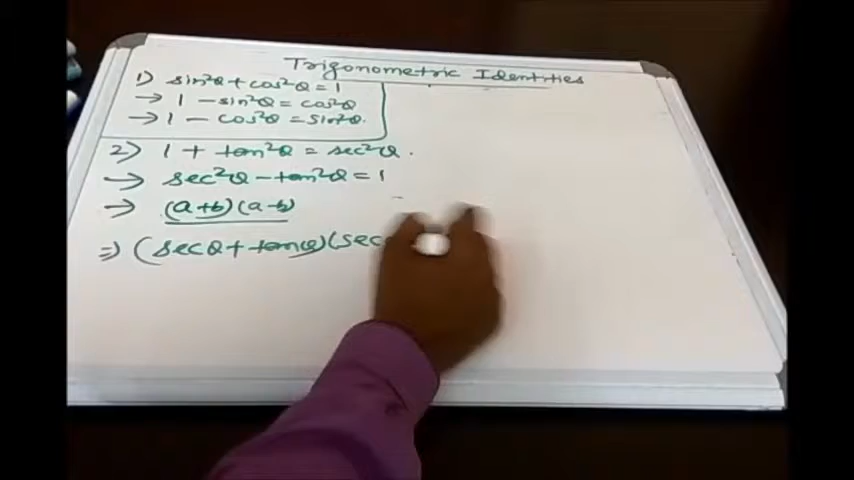 Trigonometric Identities
1) sin²θ + cos²θ = 1
→ 1 - sin²θ = cos²θ
→ 1 - cos²θ = sin²θ.
2) 1 + tan²θ = sec²θ.
→ sec²θ - tan²θ = 1
→ (a+b)(a-b)
⇒ (secθ + tanθ)(sec